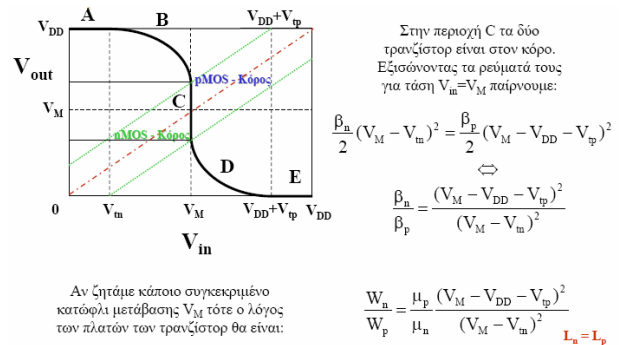 A
B
V_DD+V_tp
V_DD
V_out
pMOS - Κόρος
C
V_M
nMOS - Κόρος
D
E
0
V_tn
V_M
V_DD+V_tp
V_DD
V_in
Στην περιοχή C τα δύο
τρανζίστορ είναι στον κόρο.
Εξισώνοντας τα ρεύματά τους
για τάση V_in=V_M παίρνουμε:
β_n/2 (V_M − V_tn)^2 = β_p/2 (V_M − V_DD − V_tp)^2
⇔
β_n/β_p = (V_M − V_DD − V_tp)^2/(V_M − V_tn)^2
Αν ζητάμε κάποιο συγκεκριμένο
κατώφλι μετάβασης V_M τότε ο λόγος
των πλατών των τρανζίστορ θα είναι:
W_n/W_p = μ_p/μ_n (V_M − V_DD − V_tp)^2/(V_M − V_tn)^2
L_n = L_p